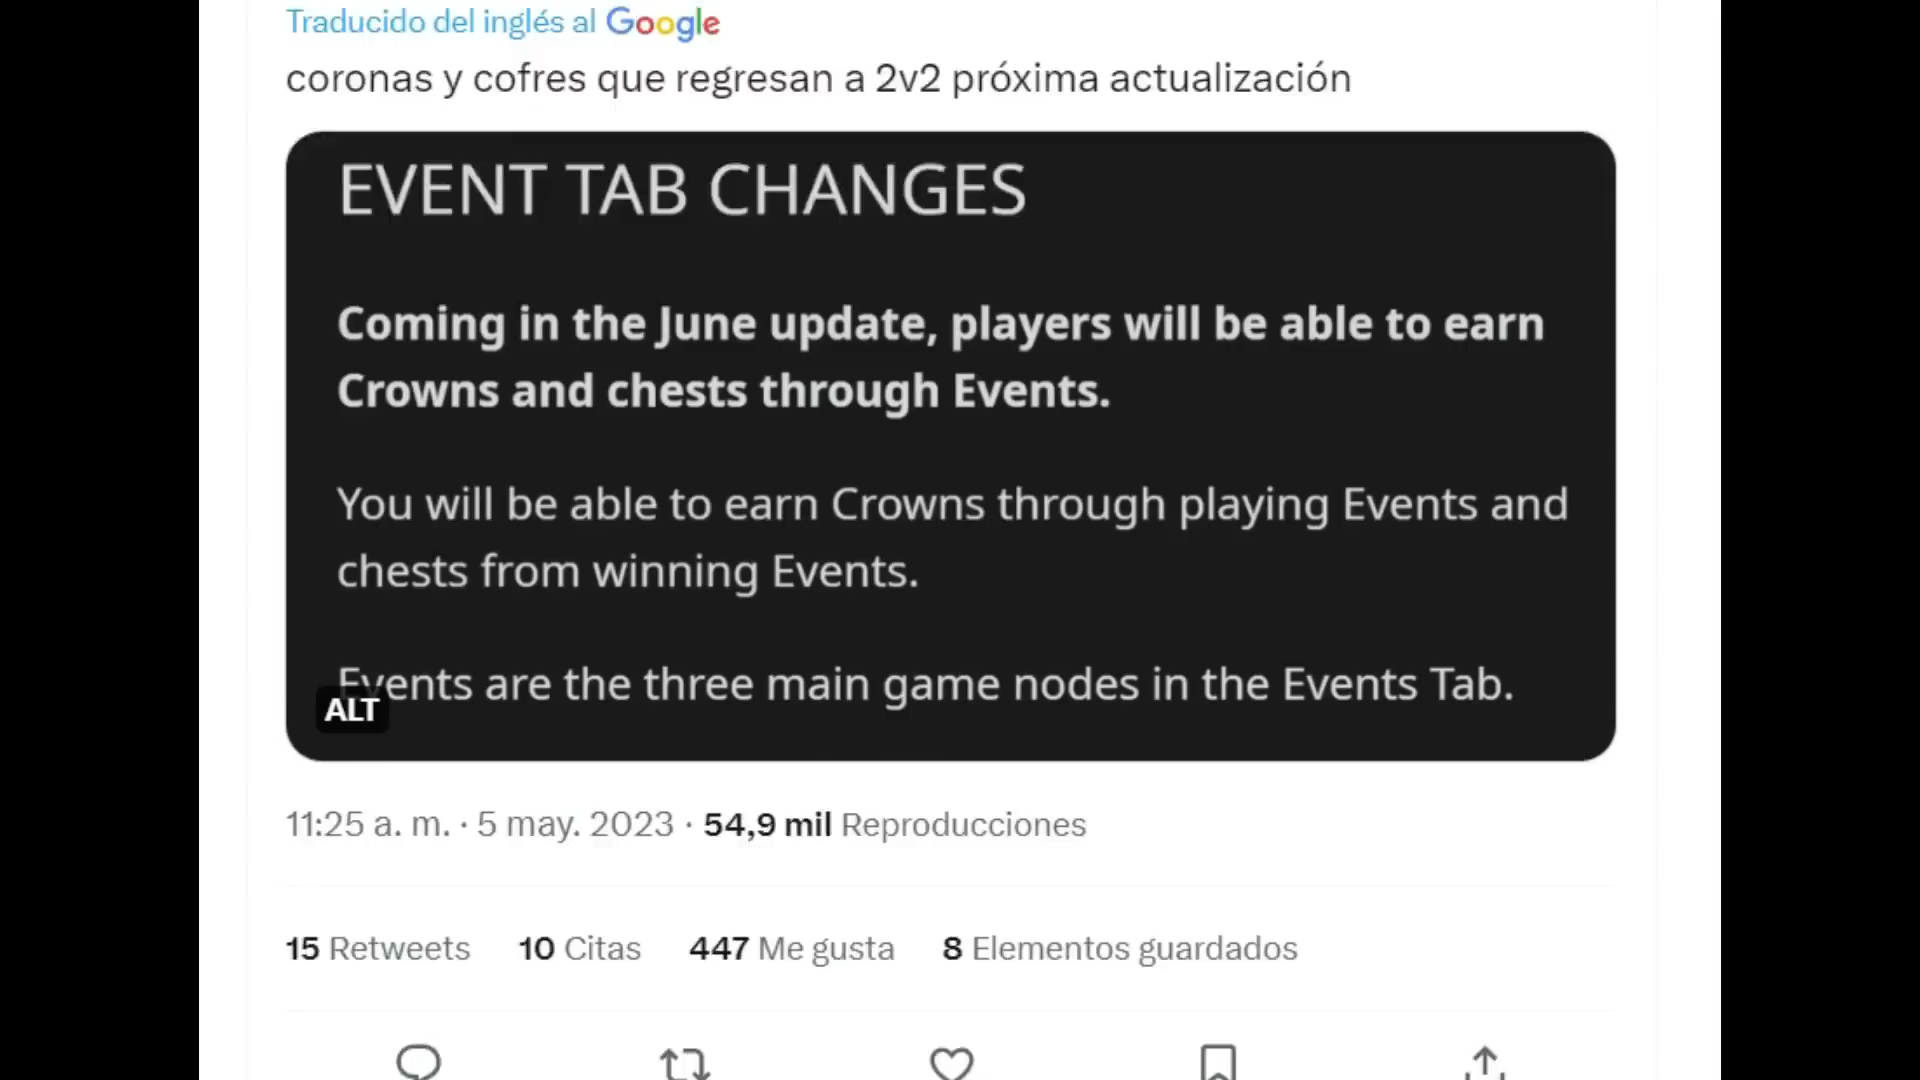 Traducido del inglés al Google
coronas y cofres que regresan a 2v2 próxima actualización
EVENT TAB CHANGES
Coming in the June update, players will be able to earn
Crowns and chests through Events.
You will be able to earn Crowns through playing Events and
chests from winning Events.
Events are the three main game nodes in the Events Tab.
ALT
11:25 a. m. · 5 may. 2023 · 54,9 mil Reproducciones
15 Retweets 10 Citas 447 Me gusta 8 Elementos guardados